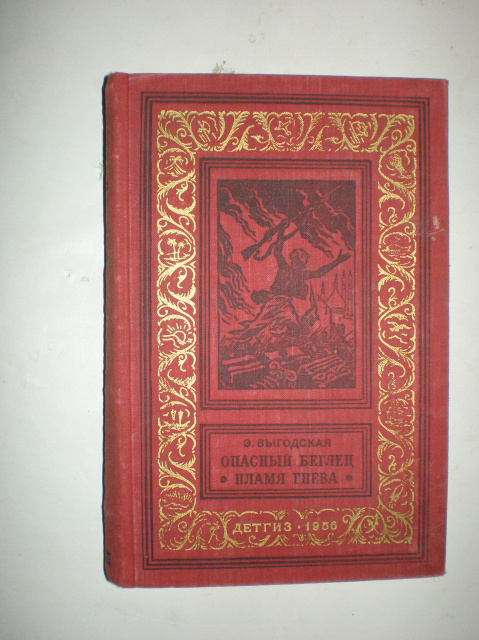 Э. ВЫГОДСКАЯ
ОПАСНЫЙ БЕГЛЕЦ
• ПЛАМЯ ГНЕВА •
ДЕТГИЗ • 1956